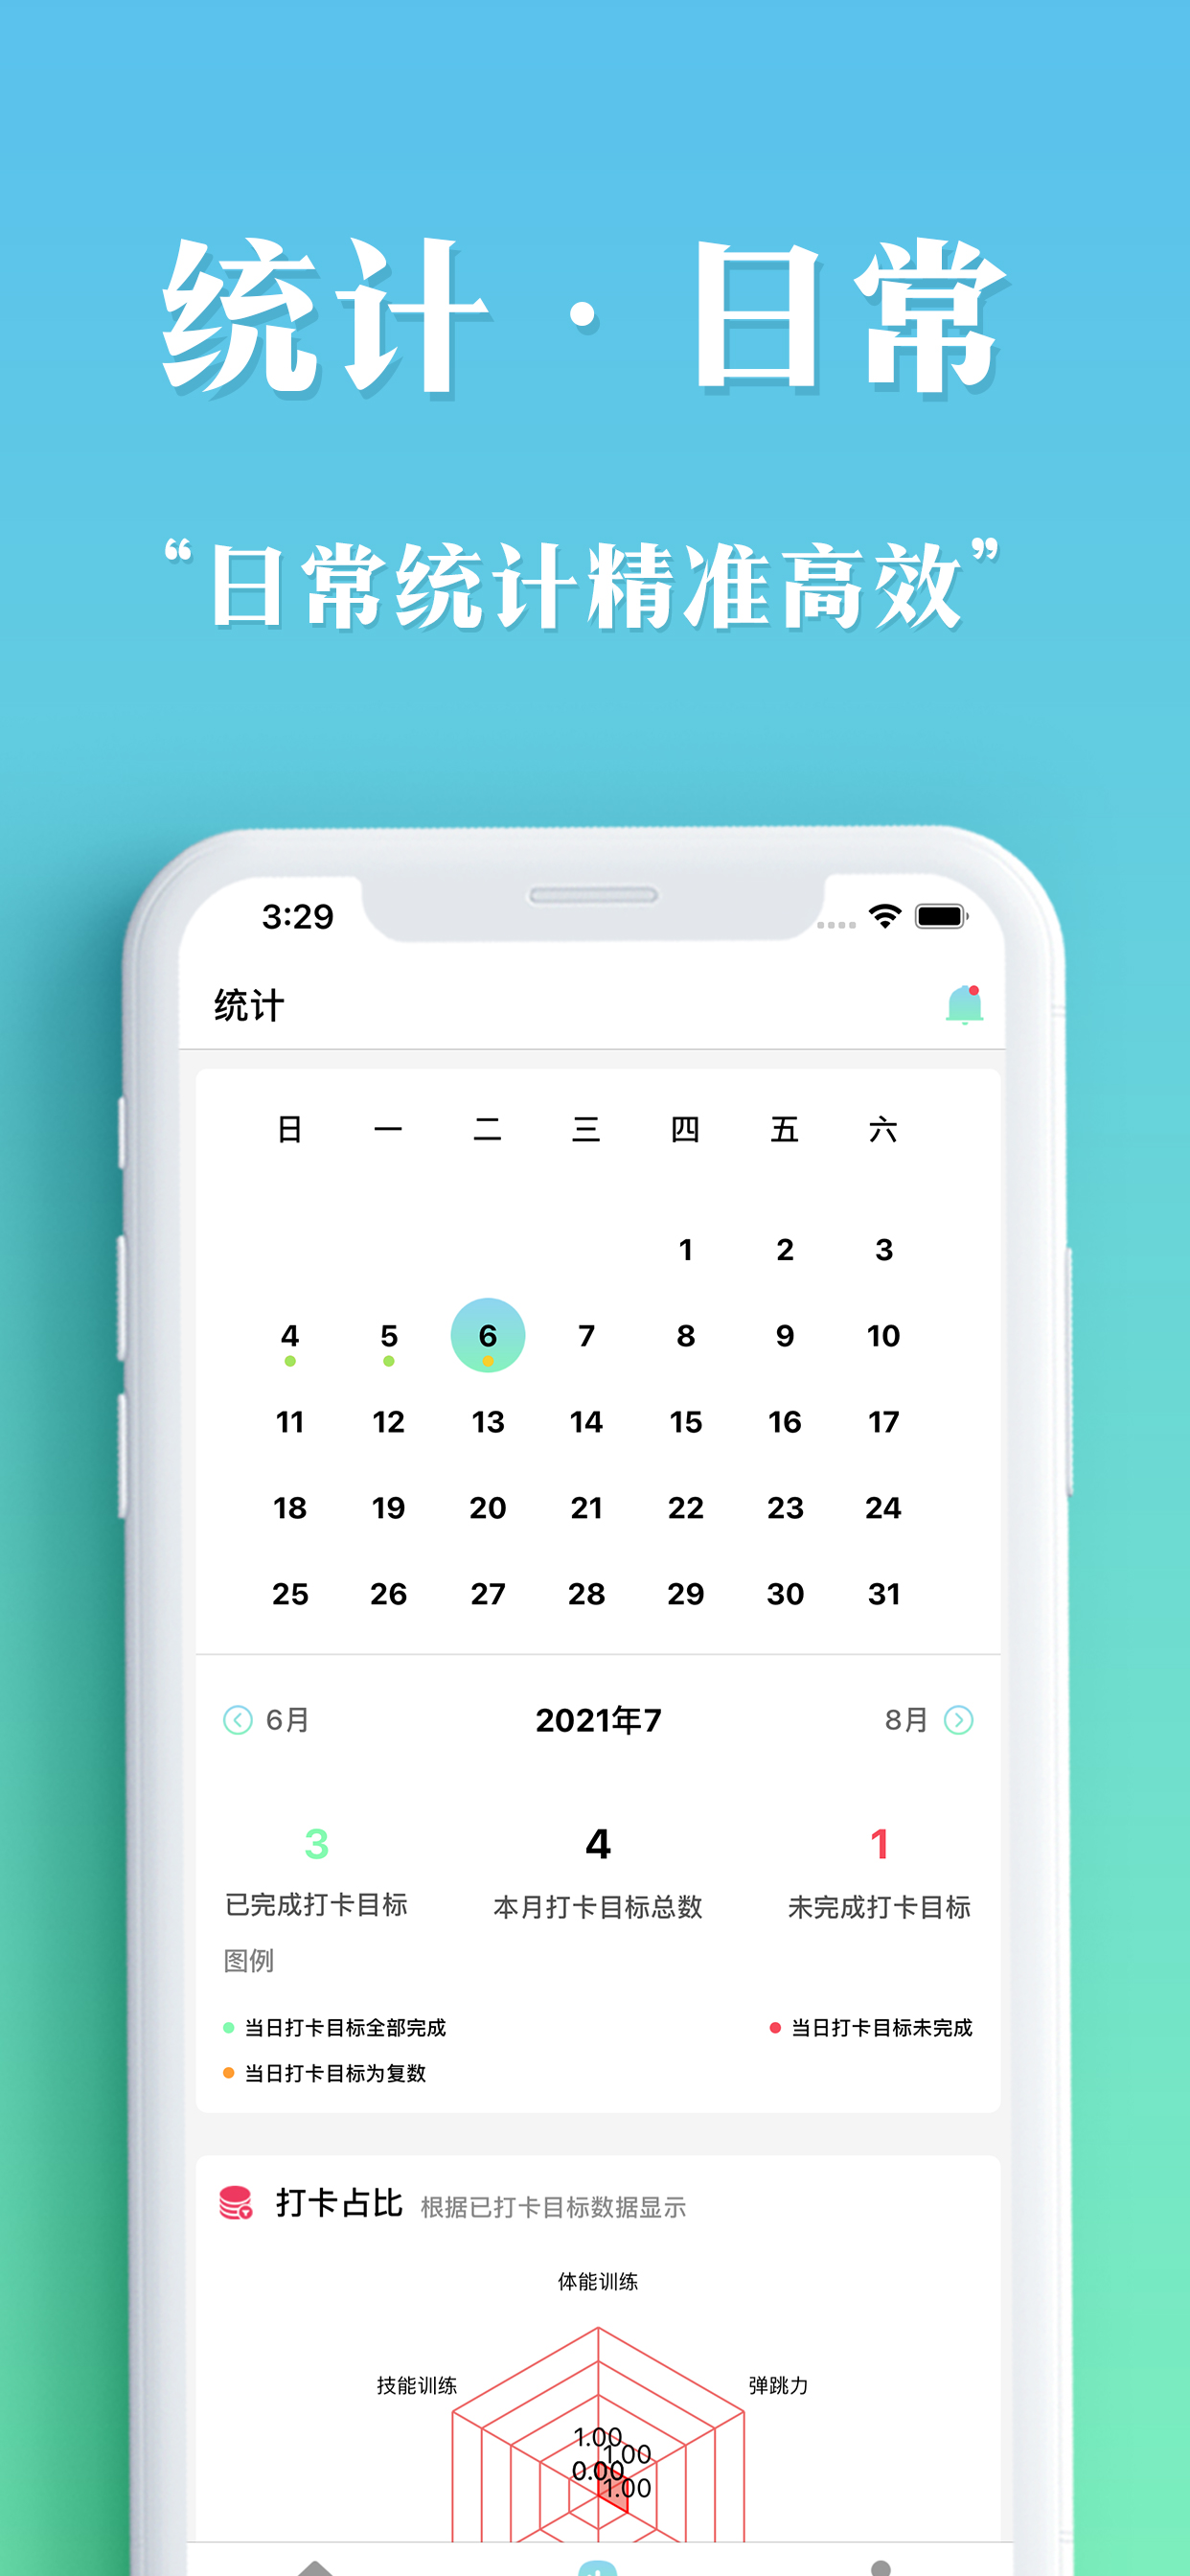 统计 · 日常
“日常统计精准高效”
3:29
统计
日 一 二 三 四 五 六
1 2 3
4 5 6 7 8 9 10
11 12 13 14 15 16 17
18 19 20 21 22 23 24
25 26 27 28 29 30 31
6月 2021年7 8月
3 4 1
已完成打卡目标 本月打卡目标总数 未完成打卡目标
图例
当日打卡目标全部完成 当日打卡目标未完成
当日打卡目标为复数
打卡占比 根据已打卡目标数据显示
体能训练
技能训练 弹跳力
1.00
1.00
0.00
1.00